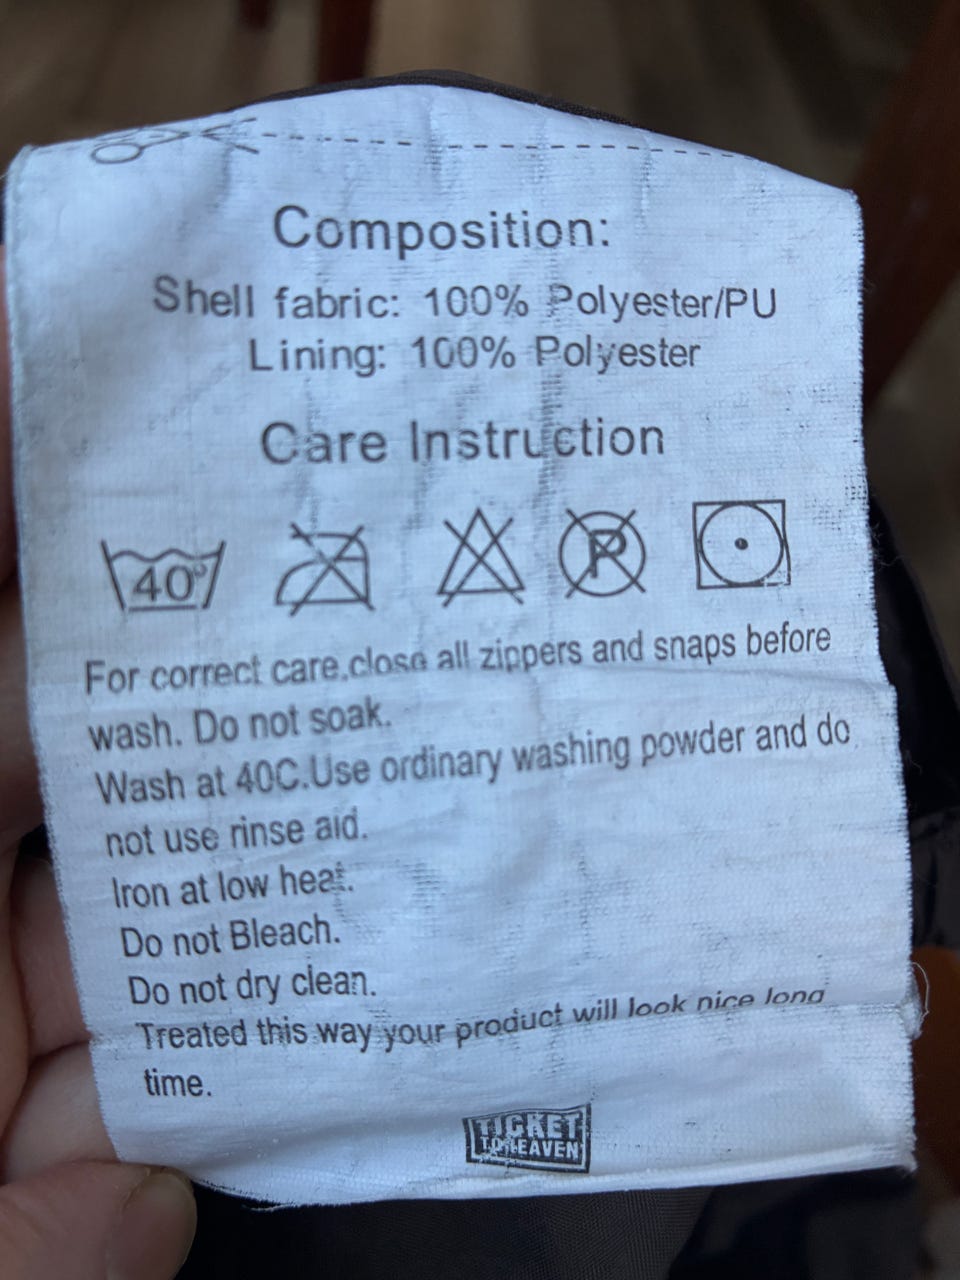 Composition:
Shell fabric: 100% Polyester/PU
Lining: 100% Polyester
Care Instruction
40°
P
For correct care,close all zippers and snaps before
wash. Do not soak.
Wash at 40C.Use ordinary washing powder and do
not use rinse aid.
Iron at low heat.
Do not Bleach.
Do not dry clean.
Treated this way your product will look nice long
time.
TICKET
TO HEAVEN